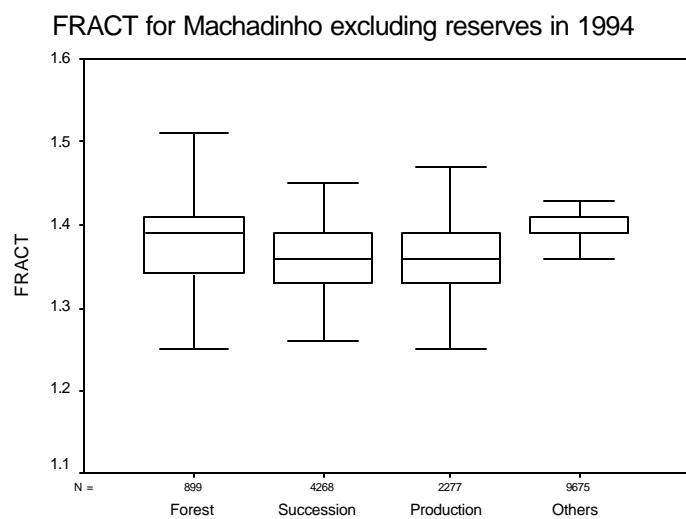 FRACT for Machadinho excluding reserves in 1994
1.6
1.5
1.4
1.3
1.2
1.1
FRACT
N = 899 4268 2277 9675
Forest Succession Production Others